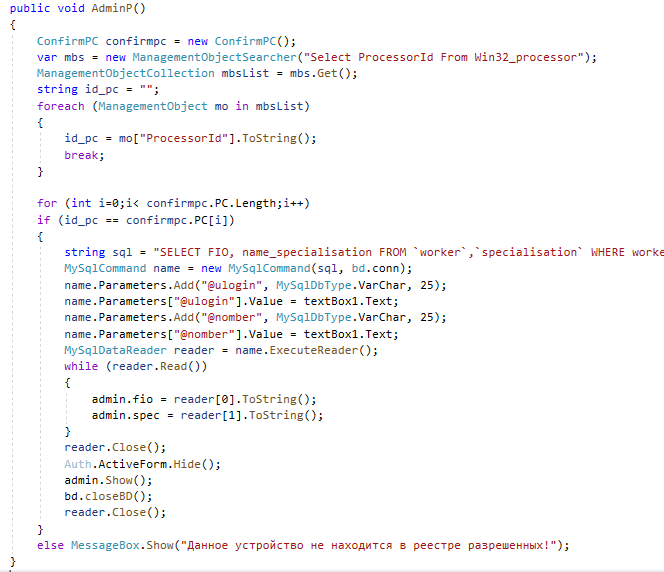 public void AdminP()
{
ConfirmPC confirmpc = new ConfirmPC();
var mbs = new ManagementObjectSearcher("Select ProcessorId From Win32_processor");
ManagementObjectCollection mbsList = mbs.Get();
string id_pc = "";
foreach (ManagementObject mo in mbsList)
{
id_pc = mo["ProcessorId"].ToString();
break;
}
for (int i=0;i< confirmpc.PC.Length;i++)
if (id_pc == confirmpc.PC[i])
{
string sql = "SELECT FIO, name_specialisation FROM `worker`,`specialisation` WHERE worke
MySqlCommand name = new MySqlCommand(sql, bd.conn);
name.Parameters.Add("@ulogin", MySqlDbType.VarChar, 25);
name.Parameters["@ulogin"].Value = textBox1.Text;
name.Parameters.Add("@nomber", MySqlDbType.VarChar, 25);
name.Parameters["@nomber"].Value = textBox1.Text;
MySqlDataReader reader = name.ExecuteReader();
while (reader.Read())
{
admin.fio = reader[0].ToString();
admin.spec = reader[1].ToString();
}
reader.Close();
Auth.ActiveForm.Hide();
admin.Show();
bd.closeBD();
reader.Close();
}
else MessageBox.Show("Данное устройство не находится в реестре разрешенных!");
}